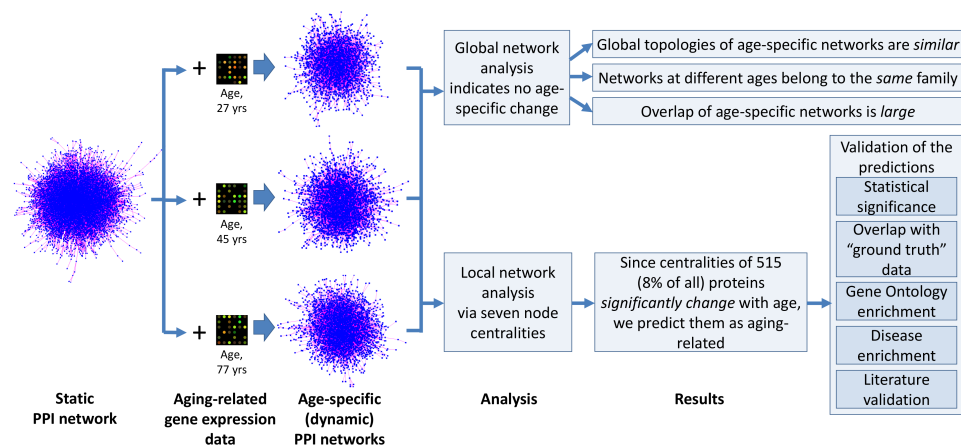 +
Age,
27 yrs
+
Age,
45 yrs
+
Age,
77 yrs
Global network
analysis
indicates no age-
specific change
Global topologies of age-specific networks are similar
Networks at different ages belong to the same family
Overlap of age-specific networks is large
Local network
analysis
via seven node
centralities
Since centralities of 515
(8% of all) proteins
significantly change with age,
we predict them as aging-
related
Validation of the
predictions
Statistical
significance
Overlap with
“ground truth”
data
Gene Ontology
enrichment
Disease
enrichment
Literature
validation
Static
PPI network
Aging-related
gene expression
data
Age-specific
(dynamic)
PPI networks
Analysis
Results